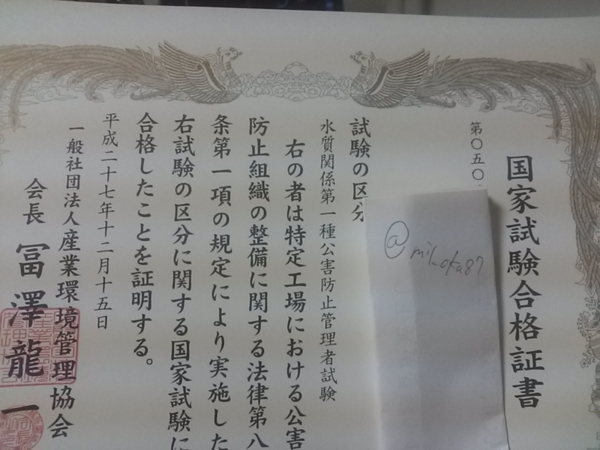 国家試験合格証書
第〇五〇
試験の区分
水質関係第一種公害防止管理者試験
右の者は特定工場における公害
防止組織の整備に関する法律第八
条第一項の規定により実施した
右試験の区分に関する国家試験に
合格したことを証明する。
平成二十七年十二月十五日
一般社団法人産業環境管理協会
会長 冨澤龍一